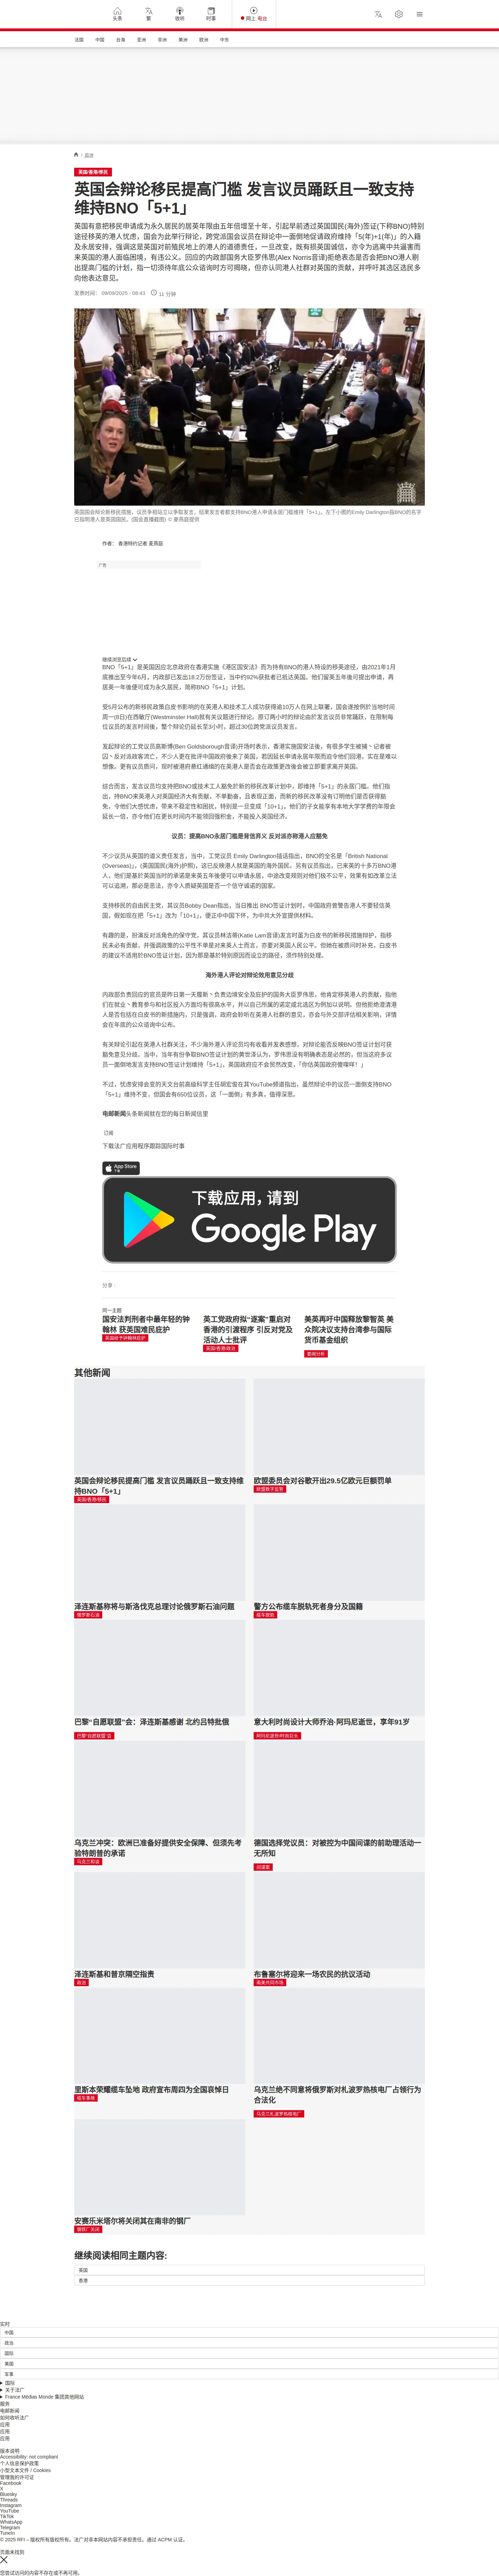 头条
繁
收听
时事
网上 电台
法国
中国
台海
亚洲
非洲
美洲
欧洲
中东
/ 欧洲
英国/香港/移民
英国会辩论移民提高门槛 发言议员踊跃且一致支持
维持BNO「5+1」
英国有意把移民申请成为永久居民的居英年限由五年倍增至十年，引起早前透过英国国民(海外)签证(下称BNO)特别
途径移英的港人忧虑，国会为此举行辩论，跨党派国会议员在辩论中一面倒地促请政府维持「5(年)+1(年)」的入籍
及永居安排，强调这是英国对前殖民地上的港人的道德责任，一旦改变，既有损英国诚信，亦令为逃离中共逼害而
来英国的港人面临困境，有违公义。回应的内政部国务大臣罗伟思(Alex Norris音译)拒绝表态是否会把BNO港人剔
出提高门槛的计划，指一切须待年底公众谘询时方可揭晓，但亦认同港人社群对英国的贡献，并呼吁其选区选民多
向他表达意见。
发表时间： 09/09/2025 - 08:43 11 分钟
英国国会辩论新移民措施，议员争相站立以争取发言，结果发言者都支持BNO港人申请永居门槛维持「5+1」。左下小图的Emily Darlington指BNO的名字
已指明港人是英国国民。(国会直播截图) © 麦燕庭提供
作者： 香港特约记者 麦燕庭
广告
继续浏览后续
BNO「5+1」是英国因应北京政府在香港实施《港区国安法》而为持有BNO的港人特设的移英途径，由2021年1月
底推出至今年6月，内政部已发出18.2万份签证，当中约92%获批者已抵达英国。他们留英五年後可提出申请，再
居英一年後便可成为永久居民，简称BNO「5+1」计划。
受5月公布的新移民政策白皮书影响的在英港人和技术工人成功获得逾10万人在网上联署，国会遂按例於当地时间
周一(8日)在西敏厅(Westminster Hall)就有关议题进行辩论。原订两小时的辩论由於发言议员非常踊跃，在限制每
位议员的发言时间後，整个辩论仍延长至3小时，超过30位跨党派议员发言。
发起辩论的工党议员高斯博(Ben Goldsborough音译)开场时表示，香港实施国安法後，有很多学生被捕丶记者被
囚丶反对派政客流亡，不少人更在批评中国政府後来了英国，若因延长申请永居年限而迫令他们回港，实在是难以
想像。更有议员质问，现时被港府悬红通缉的在英港人是否会在政策更改後会被立即要求离开英国。
结合而言，发言议员均支持把BNO或技术工人豁免於新的移民改革计划中，即维持「5+1」的永居门槛。他们指
出，持BNO来英港人对英国经济大有贡献，不单勤奋，且表现正面，而新的移民改革没有订明他们是否获得豁
免，令他们大感忧虑，带来不稳定性和困扰，特别是一旦变成「10+1」，他们的子女能享有本地大学学费的年限会
延长一倍，亦令他们在更长时间内不能领回强积金，不能投入英国经济。
议员：提高BNO永居门槛是背信弃义 反对派亦称港人应豁免
不少议员从英国的道义责任发言，当中，工党议员 Emily Darlington插话指出，BNO的全名是「British National
(Overseas)」，(英国国民(海外)护照)，这已反映港人就是英国的海外国民。另有议员指出，已来英的十多万BNO港
人，他们是基於英国当时的承诺是来英五年後便可以申请永居，中途改变规则对他们极不公平，效果有如改革立法
可以追溯，那必是恶法，亦令人质疑英国是否一个信守诺诺的国家。
支持移民的自由民主党，其议员Bobby Dean指出，当日推出 BNO签证计划时，中国政府曾警告港人不要轻信英
国，假如现在把「5+1」改为「10+1」，便正中中国下怀，为中共大外宣提供材料。
有趣的是，扮演反对派角色的保守党，其议员林洁蒂(Katie Lam音译)发言时虽为白皮书的新移民措施辩护，指移
民未必有贡献，并强调政策的公平性不单是对来英人士而言，亦要对英国人民公平。但她在被质问时补充，白皮书
的建议不适用於BNO签证计划，因为那是基於特别原因而设立的路径，须作特别处理。
海外港人评论对辩论效用意见分歧
内政部负责回应的官员是昨日第一天履新丶负责边境安全及庇护的国务大臣罗伟思，他肯定移英港人的贡献，指他
们在就业丶教育参与和社区投入方面均有很高水平，并以自己所属的诺定或北选区为例加以说明。但他拒绝澄清港
人是否包括在白皮书的新措施内，只是强调，政府会聆听在英港人社群的意见，亦会与外交部评估相关影响，详情
会在年底的公众谘询中公布。
有关辩论引起在英港人社群关注，不少海外港人评论员均有收看并发表感想，对辩论能否反映BNO签证计划可获
豁免意见分歧。当中，当年有份争取BNO签证计划的黄世泽认为，罗伟思没有明确表态是必然的，但当这样多议
员一面倒地发言支持BNO签证计划维持「5+1」，英国政府应不会贸然改变，「你估英国政府傻咩咩！」
不过，忧虑安排会变的天文台前高级科学主任胡宏俊在其YouTube频道指出，虽然辩论中的议员一面倒支持BNO
「5+1」维持不变，但国会有650位议员，这「一面倒」有多真，值得深思。
电邮新闻头条新闻就在您的每日新闻信里
订阅
下载法广应用程序跟踪国际时事
App Store
下载
下载应用，请到
Google Play
分享 :
同一主题
国安法判刑者中最年轻的钟
翰林 获英国难民庇护
英国给予钟翰林庇护
英工党政府拟“逐案”重启对
香港的引渡程序 引反对党及
活动人士批评
英国/香港/政治
美英再吁中国释放黎智英 美
众院决议支持台湾参与国际
货币基金组织
要闻分析
其他新闻
英国会辩论移民提高门槛 发言议员踊跃且一致支持维
持BNO「5+1」
英国/香港/移民
欧盟委员会对谷歌开出29.5亿欧元巨额罚单
欧盟数字监管
泽连斯基称将与斯洛伐克总理讨论俄罗斯石油问题
俄罗斯石油
警方公布缆车脱轨死者身分及国籍
缆车脱轨
巴黎“自愿联盟”会：泽连斯基感谢 北约吕特批俄
巴黎“自愿联盟”会
意大利时尚设计大师乔治·阿玛尼逝世，享年91岁
阿玛尼逝世/时尚巨头
乌克兰冲突：欧洲已准备好提供安全保障、但须先考
验特朗普的承诺
乌克兰和谈
德国选择党议员：对被控为中国间谍的前助理活动一
无所知
间谍案
泽连斯基和普京隔空指责
政治
布鲁塞尔将迎来一场农民的抗议活动
南美共同市场
里斯本荣耀缆车坠地 政府宣布周四为全国哀悼日
缆车事故
乌克兰绝不同意将俄罗斯对札波罗热核电厂占领行为
合法化
乌克兰札波罗热核电厂
安赛乐米塔尔将关闭其在南非的钢厂
钢铁厂关闭
继续阅读相同主题内容:
英国
香港
实时
中国
政治
国际
美国
军事
国际
关于法广
France Médias Monde 集团其他网站
服务
电邮新闻
如何收听法广
应用
应用
应用
版本说明
Accessibility: not compliant
个人信息保护政策
小型文本文件 / Cookies
管理我的许可证
Facebook
X
Bluesky
Threads
Instagram
YouTube
TikTok
WhatsApp
Telegram
TuneIn
© 2025 RFI – 版权所有版权所有。法广对非本网站内容不承担责任。通过 ACPM 认证。
页面未找到
您尝试访问的内容不存在或不再可用。